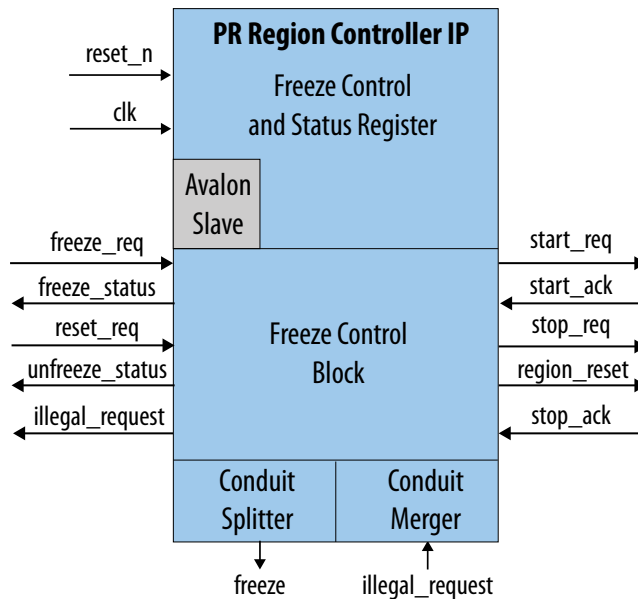 PR Region Controller IP
reset_n
Freeze Control
and Status Register
clk
Avalon
Slave
freeze_req
start_req
freeze_status
start_ack
reset_req
Freeze Control
Block
stop_req
unfreeze_status
region_reset
illegal_request
stop_ack
Conduit
Splitter
Conduit
Merger
freeze
illegal_request